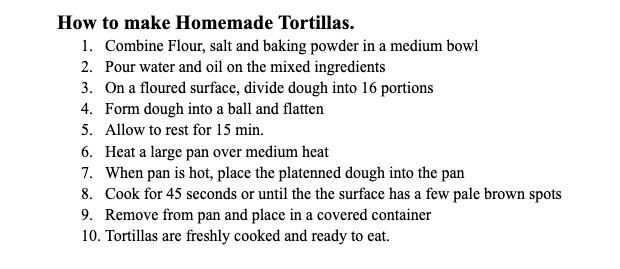 How to make Homemade Tortillas.
1. Combine Flour, salt and baking powder in a medium bowl
2. Pour water and oil on the mixed ingredients
3. On a floured surface, divide dough into 16 portions
4. Form dough into a ball and flatten
5. Allow to rest for 15 min.
6. Heat a large pan over medium heat
7. When pan is hot, place the platenned dough into the pan
8. Cook for 45 seconds or until the the surface has a few pale brown spots
9. Remove from pan and place in a covered container
10. Tortillas are freshly cooked and ready to eat.